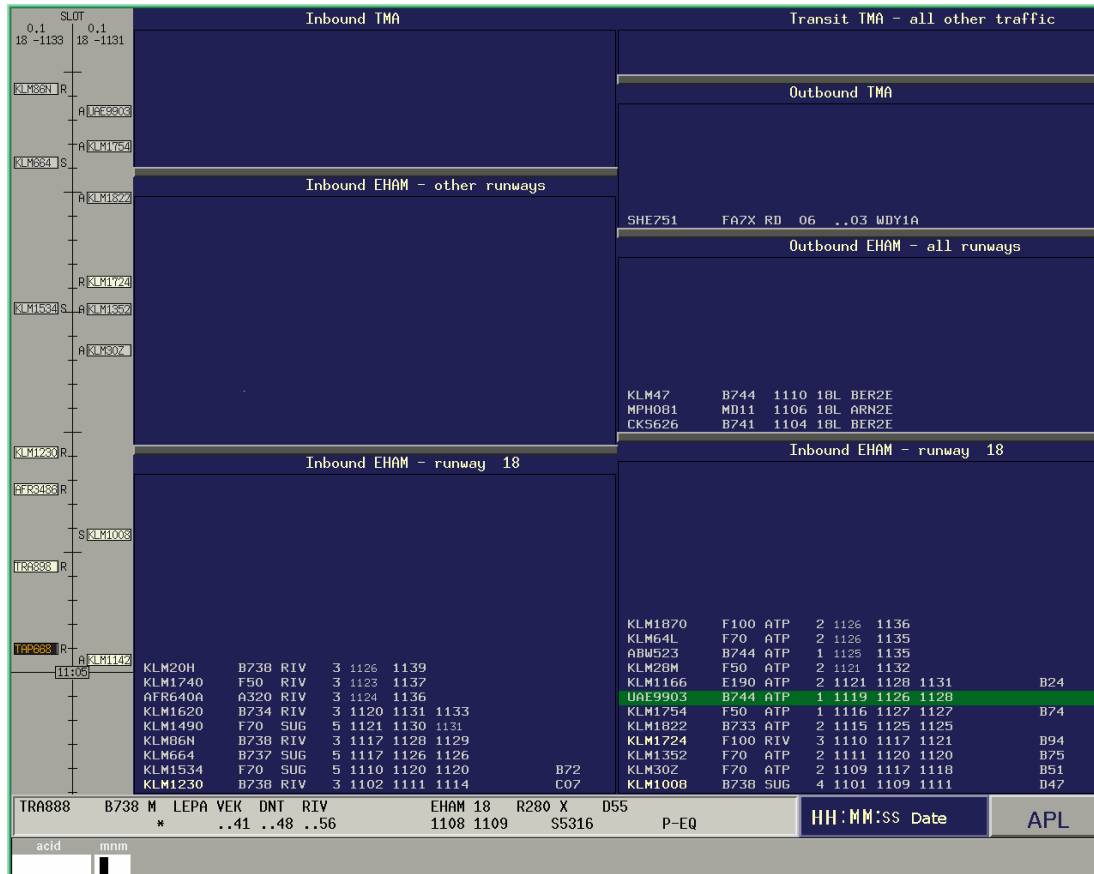 SLOT
0.1 0.1
18 -1133 18 -1131
KLM86N R
A UAE9903
A KLM1754
KLM664 S
A KLM1822
R KLM1724
KLM1534 S A KLM1352
A KLM30Z
KLM1230 R
AFR3488 R
S KLM1008
TRA898 R
TAP668 R
A KLM1142
11:05
Inbound TMA
Inbound EHAM - other runways
Inbound EHAM - runway 18
KLM20H B738 RIV 3 1126 1139
KLM1740 F50 RIV 3 1123 1137
AFR640A A320 RIV 3 1124 1136
KLM1620 B734 RIV 3 1120 1131 1133
KLM1490 F70 SUG 5 1121 1130 1131
KLM86N B738 RIV 3 1117 1128 1129
KLM664 B737 SUG 5 1117 1126 1126
KLM1534 F70 SUG 5 1110 1120 1120 B72
KLM1230 B738 RIV 3 1102 1111 1114 C07
Transit TMA - all other traffic
Outbound TMA
SHE751 FA7X RD 06 ..03 WDY1A
Outbound EHAM - all runways
KLM47 B744 1110 18L BER2E
MPH081 MD11 1106 18L ARN2E
CKS626 B741 1104 18L BER2E
Inbound EHAM - runway 18
KLM1870 F100 ATP 2 1126 1136
KLM64L F70 ATP 2 1126 1135
ABW523 B744 ATP 1 1125 1135
KLM28M F50 ATP 2 1121 1132
KLM1166 E190 ATP 2 1121 1128 1131 B24
UAE9903 B744 ATP 1 1119 1126 1128
KLM1754 F50 ATP 1 1116 1127 1127 B74
KLM1822 B733 ATP 2 1115 1125 1125
KLM1724 F100 RIV 3 1110 1117 1121 B94
KLM1352 F70 ATP 2 1111 1120 1120 B75
KLM30Z F70 ATP 2 1109 1117 1118 B51
KLM1008 B738 SUG 4 1101 1109 1111 D47
TRA888 B738 M LEPA VEK DNT RIV EHAM 18 R280 X D55
* ..41 ..48 ..56 1108 1109 S5316 P-EQ
HH:MM:SS Date
APL
acid mnm